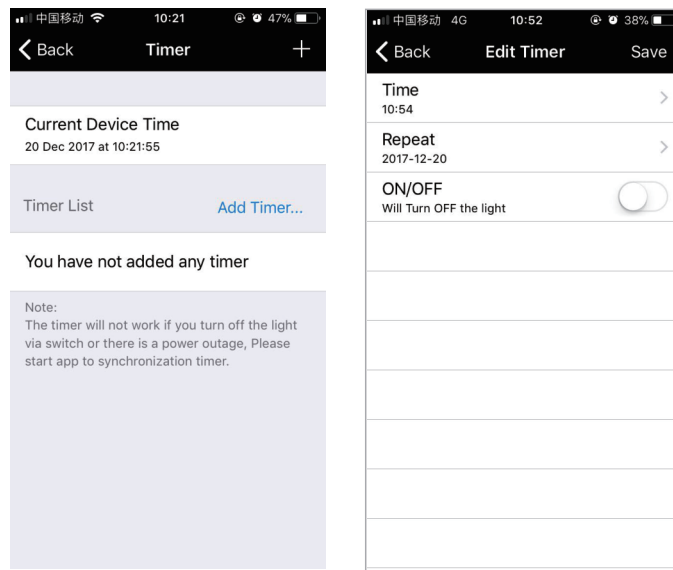 中国移动 10:21 47%
Back Timer +
Current Device Time
20 Dec 2017 at 10:21:55
Timer List Add Timer...
You have not added any timer
Note:
The timer will not work if you turn off the light
via switch or there is a power outage, Please
start app to synchronization timer.
中国移动 4G 10:52 38%
Back Edit Timer Save
Time
10:54
Repeat
2017-12-20
ON/OFF
Will Turn OFF the light